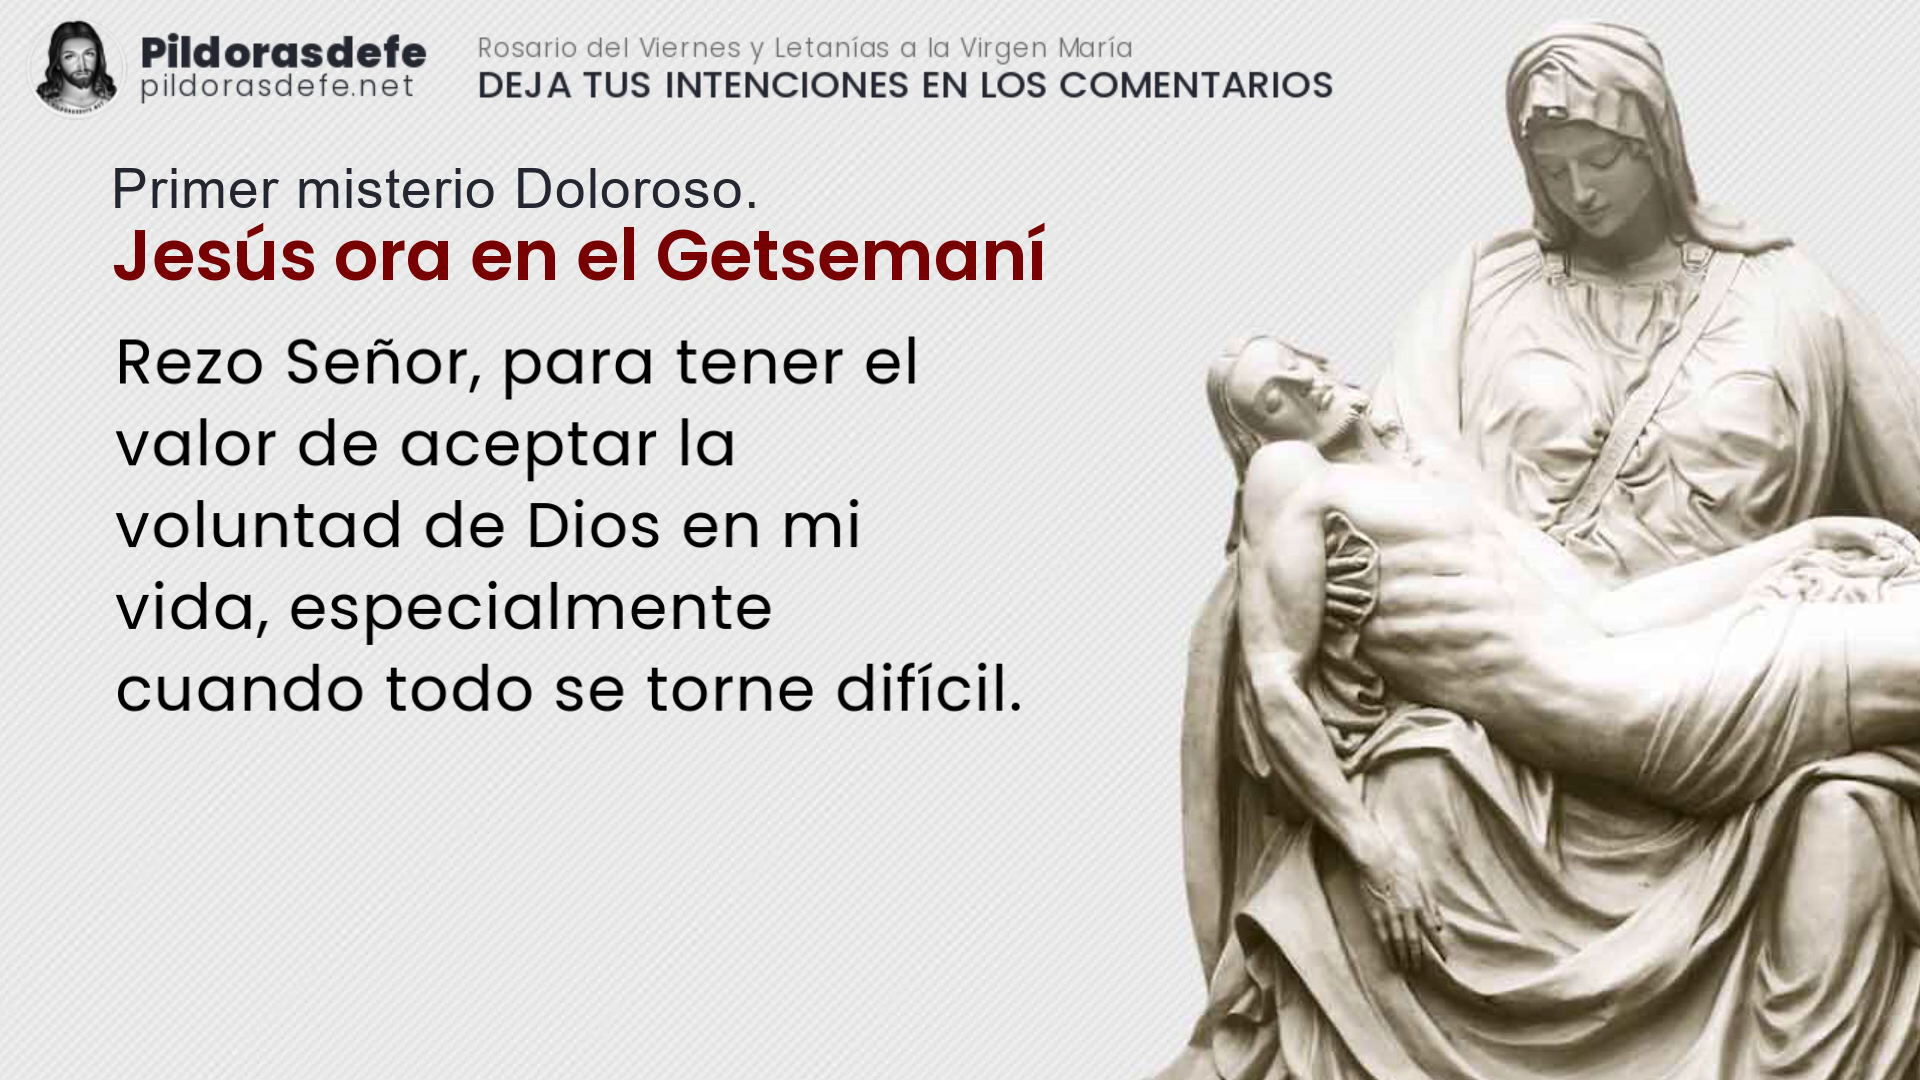 Pildorasdefe
pildorasdefe.net
Rosario del Viernes y Letanías a la Virgen María
DEJA TUS INTENCIONES EN LOS COMENTARIOS
Primer misterio Doloroso.
Jesús ora en el Getsemaní
Rezo Señor, para tener el
valor de aceptar la
voluntad de Dios en mi
vida, especialmente
cuando todo se torne difícil.